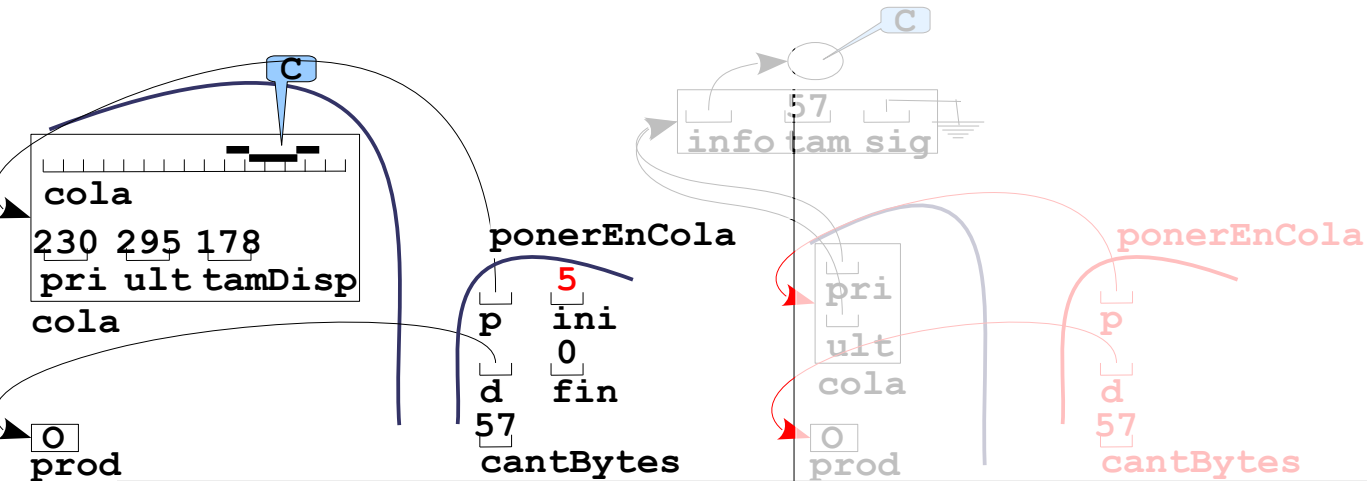 C
cola
230 295 178
pri ult tamDisp
cola
ponerEnCola
5
p ini
0
d fin
57
cantBytes
O
prod
C
57
info tam sig
pri
ult
cola
ponerEnCola
p
d
57
cantBytes
O
prod